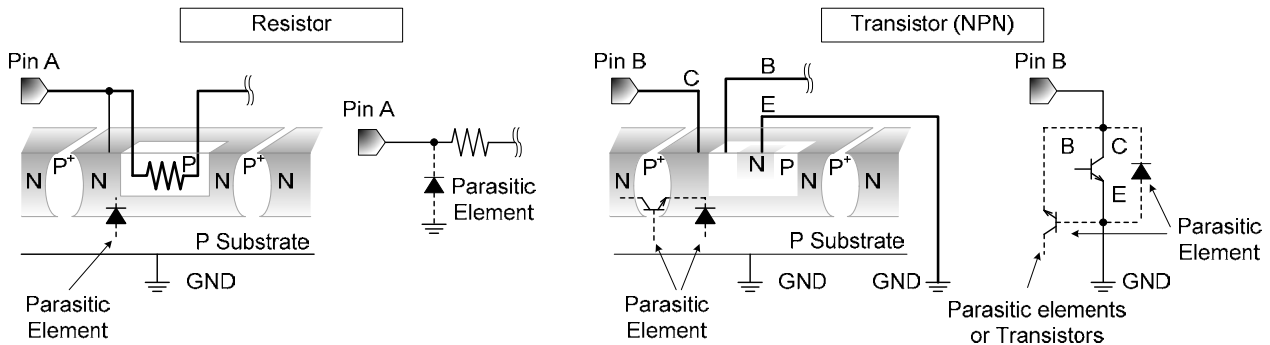 Resistor
Transistor (NPN)
Pin A
Pin B
C
B
E
Pin B
Pin A
N
P⁺
N
P
N
P⁺
N
Parasitic
Element
P Substrate
GND
Parasitic
Element
N
P⁺
N
N
P
N
P⁺
N
P Substrate
GND
GND
Parasitic
Element
B
C
E
Parasitic
Element
GND
Parasitic elements
or Transistors